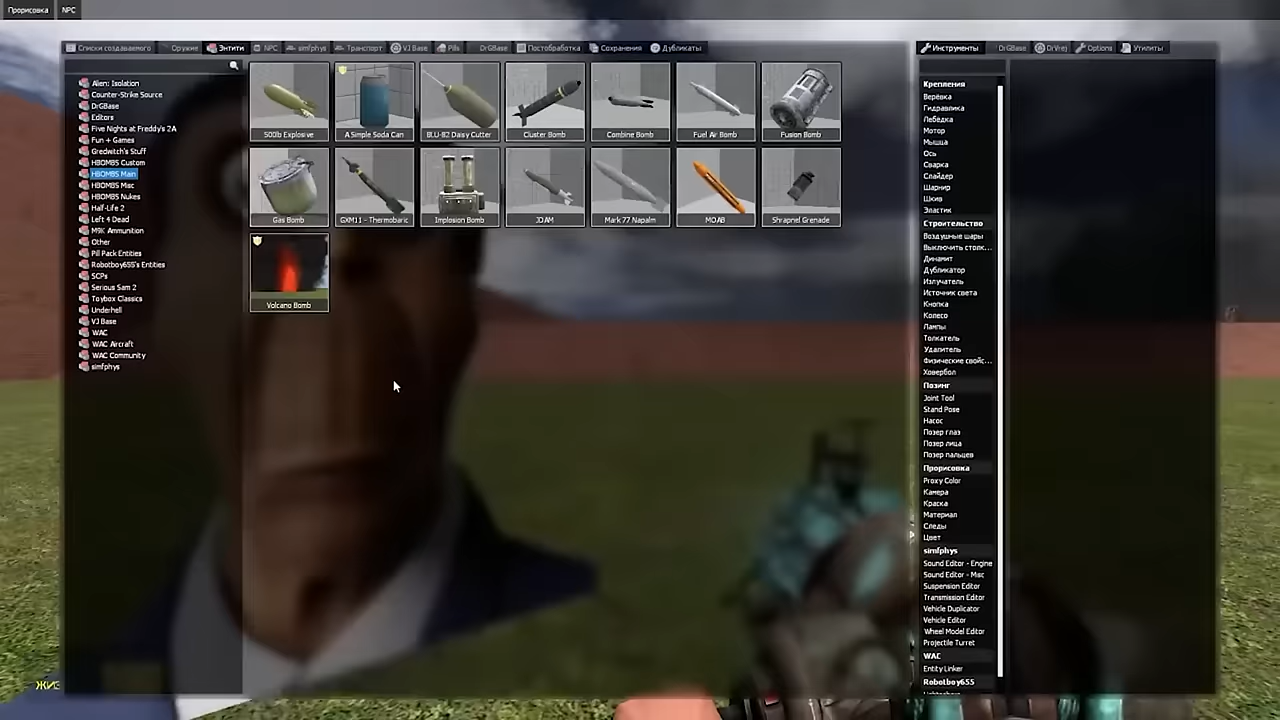 Прорисовка NPC
Списки создаваемого Оружие Энтити NPC simfphys Транспорт VJ Base Pills DrGBase Постобработка Сохранения Дубликаты
Alien: Isolation
Counter-Strike Source
DrGBase
Editors
Five Nights at Freddy's 2A
Fun + Games
Gredwitch's Stuff
HBOMBS Custom
HBOMBS Main
HBOMBS Misc
HBOMBS Nukes
Half-Life 2
Left 4 Dead
M9K Ammunition
Other
Pill Pack Entities
Robotboy655's Entities
SCPs
Serious Sam 2
Toybox Classics
Underhell
VJ Base
WAC
WAC Aircraft
WAC Community
simfphys
500lb Explosive A Simple Soda Can BLU-82 Daisy Cutter Cluster Bomb Combine Bomb Fuel Air Bomb Fusion Bomb
Gas Bomb GXM11 - Thermobaric Implosion Bomb JDAM Mark 77 Napalm MOAB Shrapnel Grenade
Volcano Bomb
Инструменты DrGBase DrVrej Options Утилиты
Крепления
Верёвка
Гидравлика
Лебёдка
Мотор
Мышца
Ось
Сварка
Слайдер
Шарнир
Шкив
Эластик
Строительство
Воздушные шары
Выключить столк...
Динамит
Дубликатор
Излучатель
Источник света
Кнопка
Колесо
Лампы
Толкатель
Удалитель
Физические свойс...
Ховербол
Позинг
Joint Tool
Stand Pose
Насос
Позер глаз
Позер лица
Позер пальцев
Прорисовка
Proxy Color
Камера
Краска
Материал
Следы
Цвет
simfphys
Sound Editor - Engine
Sound Editor - Misc
Suspension Editor
Transmission Editor
Vehicle Duplicator
Vehicle Editor
Wheel Model Editor
Projectile Turret
WAC
Entity Linker
Robotboy655